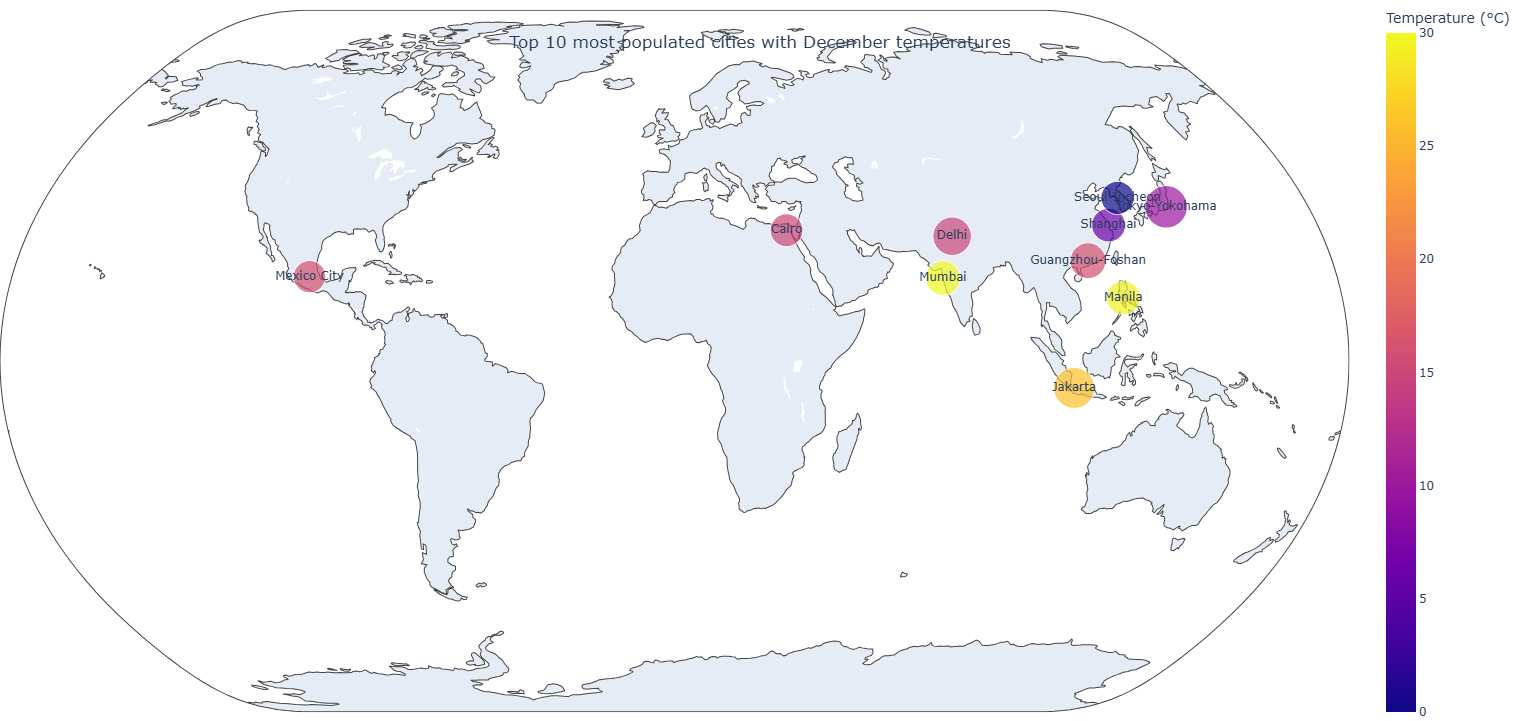 Temperature (°C)
Top 10 most populated cities with December temperatures
30
25
20
15
10
5
0
Seoul-Incheon
Tokyo-Yokohama
Shanghai
Cairo
Delhi
Guangzhou-Foshan
Mexico City
Mumbai
Manila
Jakarta